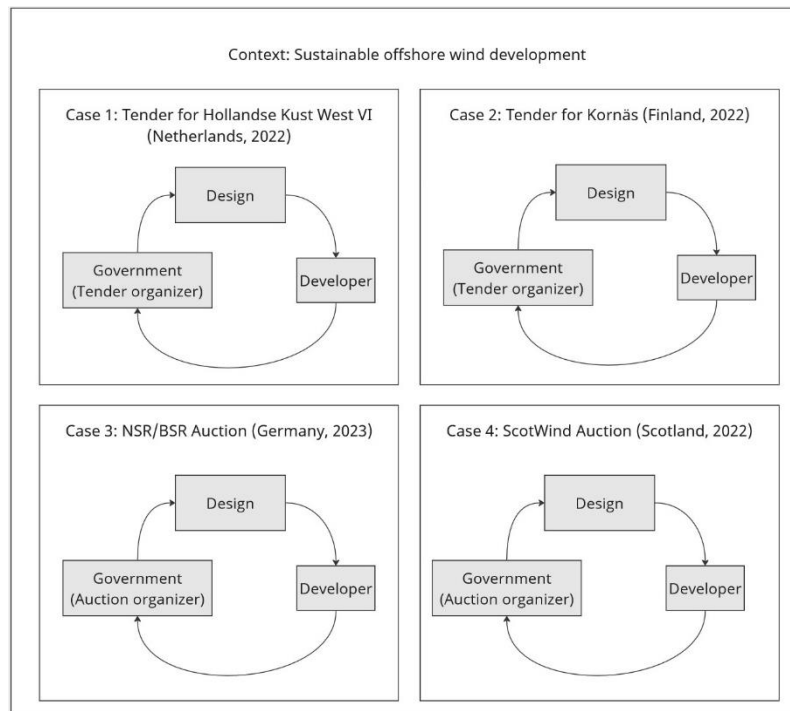 Context: Sustainable offshore wind development
Case 1: Tender for Hollandse Kust West VI
(Netherlands, 2022)
Design
Government
(Tender organizer)
Developer
Case 2: Tender for Kornäs (Finland, 2022)
Design
Government
(Tender organizer)
Developer
Case 3: NSR/BSR Auction (Germany, 2023)
Design
Government
(Auction organizer)
Developer
Case 4: ScotWind Auction (Scotland, 2022)
Design
Government
(Auction organizer)
Developer